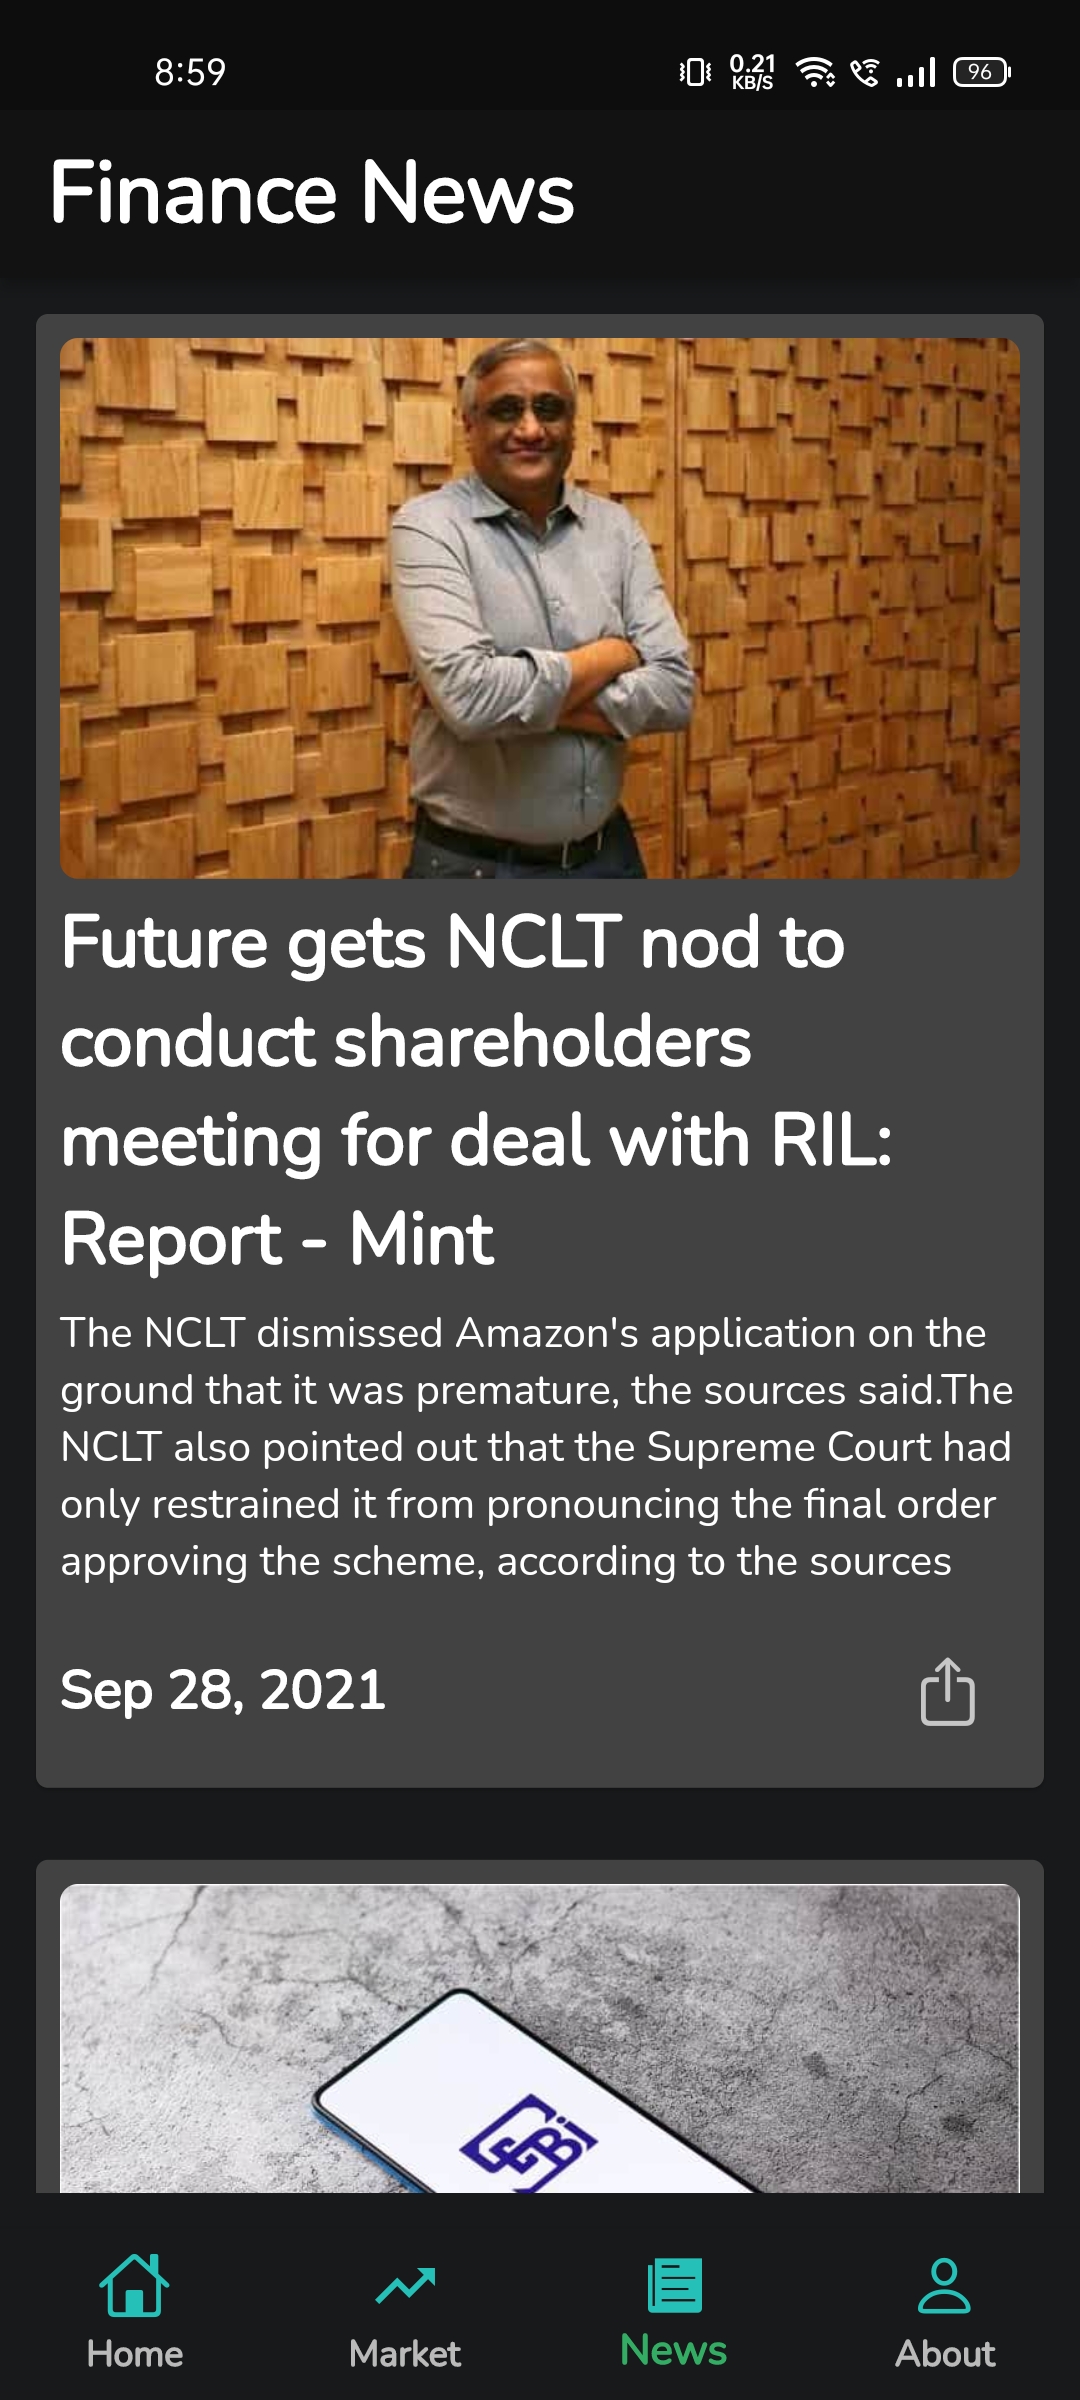 8:59
0.21
KB/S
96
Finance News
Future gets NCLT nod to
conduct shareholders
meeting for deal with RIL:
Report - Mint
The NCLT dismissed Amazon's application on the
ground that it was premature, the sources said.The
NCLT also pointed out that the Supreme Court had
only restrained it from pronouncing the final order
approving the scheme, according to the sources
Sep 28, 2021
SEBI
Home
Market
News
About